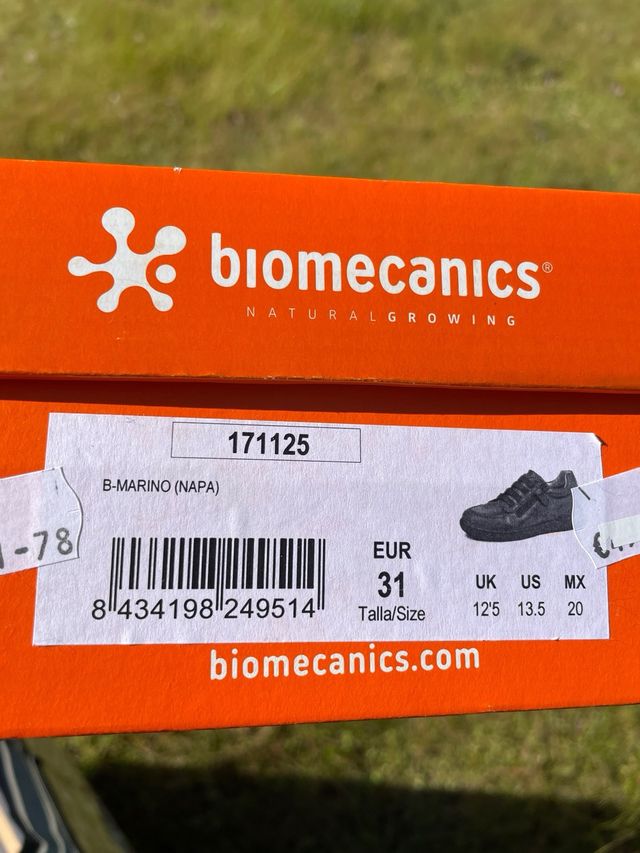 biomecanics®
NATURALGROWING
171125
B-MARINO (NAPA)
-78
EUR
31
Talla/Size
UK US MX
12'5 13.5 20
8 434198 249514
biomecanics.com